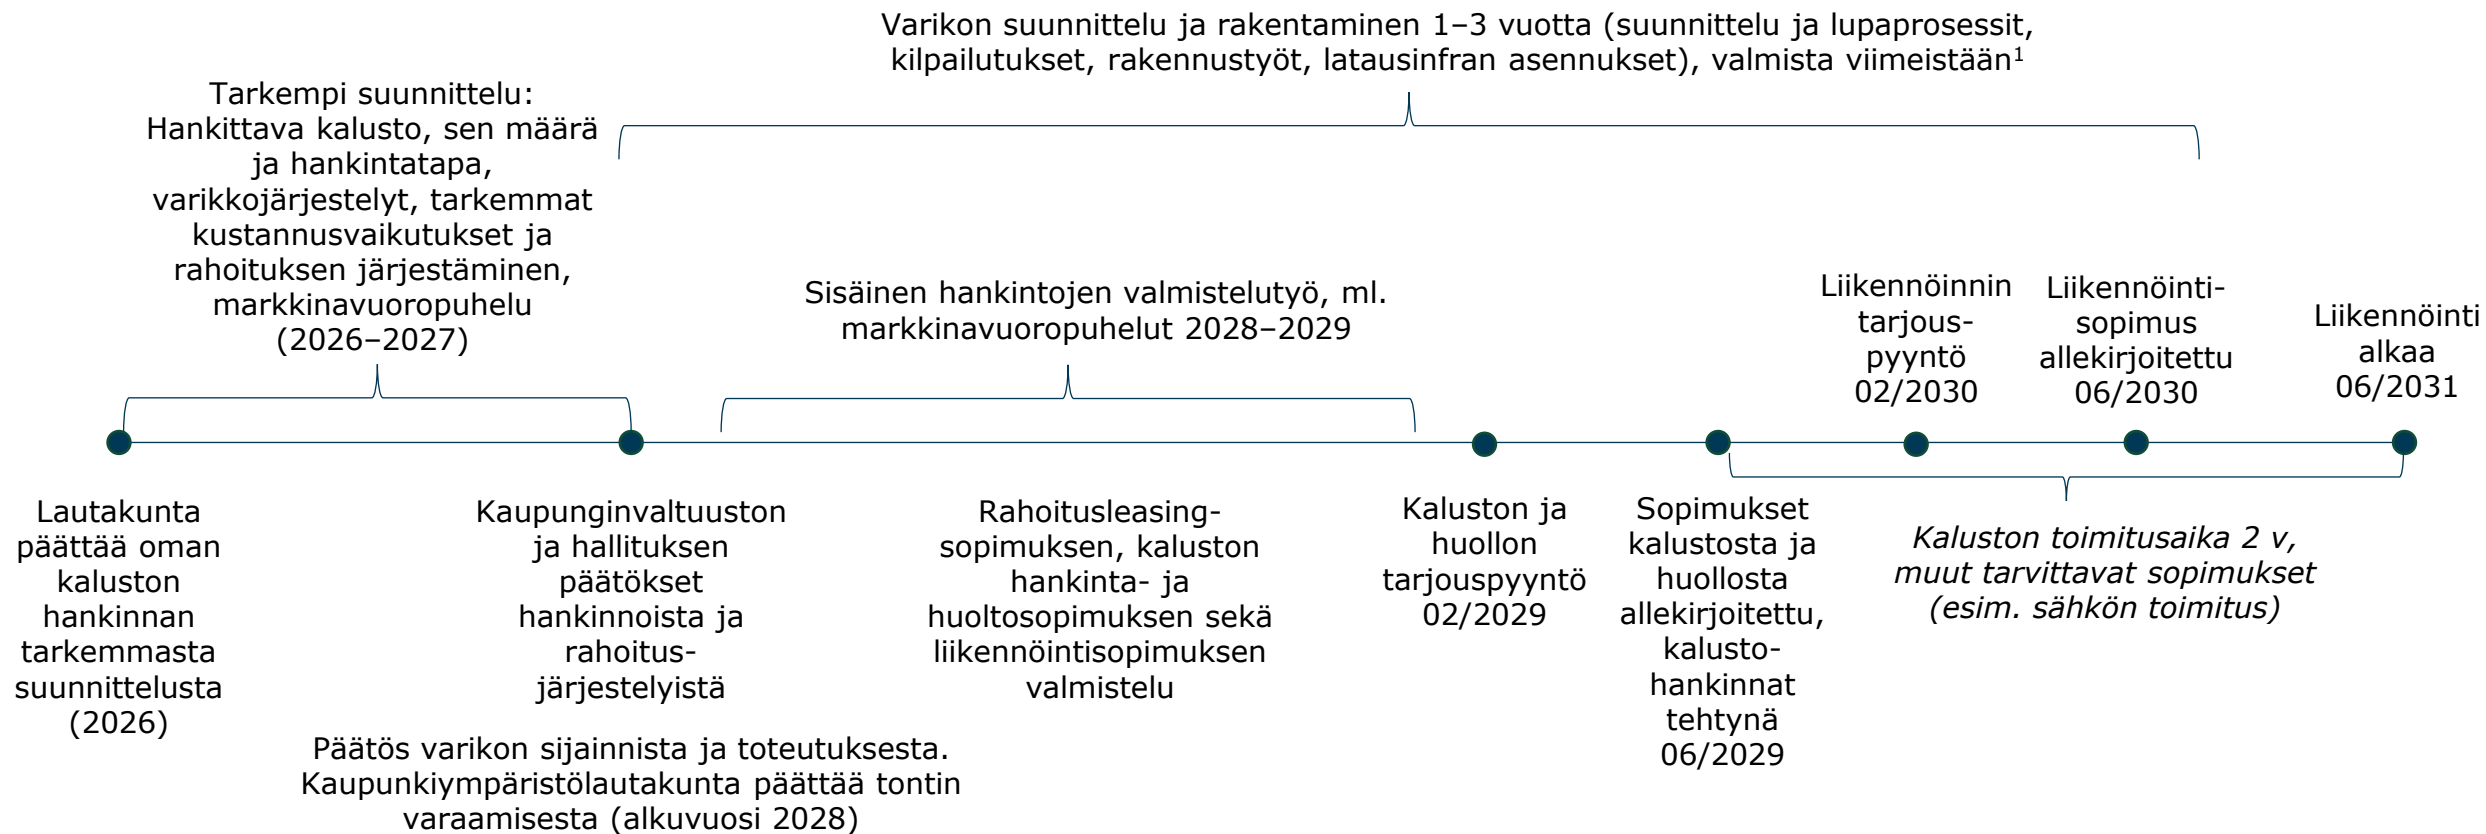 Varikon suunnittelu ja rakentaminen 1–3 vuotta (suunnittelu ja lupaprosessit,
kilpailutukset, rakennustyöt, latausinfran asennukset), valmista viimeistään¹
Tarkempi suunnittelu:
Hankittava kalusto, sen määrä
ja hankintatapa,
varikkojärjestelyt, tarkemmat
kustannusvaikutukset ja
rahoituksen järjestäminen,
markkinavuoropuhelu
(2026–2027)
Sisäinen hankintojen valmistelutyö, ml.
markkinavuoropuhelut 2028–2029
Liikennöinnin
tarjous-
pyyntö
02/2030
Liikennöinti-
sopimus
allekirjoitettu
06/2030
Liikennöinti
alkaa
06/2031
Lautakunta
päättää oman
kaluston
hankinnan
tarkemmasta
suunnittelusta
(2026)
Kaupunginvaltuuston
ja hallituksen
päätökset
hankinnoista ja
rahoitus-
järjestelyistä
Päätös varikon sijainnista ja toteutuksesta.
Kaupunkiympäristölautakunta päättää tontin
varaamisesta (alkuvuosi 2028)
Rahoitusleasing-
sopimuksen, kaluston
hankinta- ja
huoltosopimuksen sekä
liikennöintisopimuksen
valmistelu
Kaluston ja
huollon
tarjouspyyntö
02/2029
Sopimukset
kalustosta ja
huollosta
allekirjoitettu,
kalusto-
hankinnat
tehtynä
06/2029
Kaluston toimitusaika 2 v,
muut tarvittavat sopimukset
(esim. sähkön toimitus)